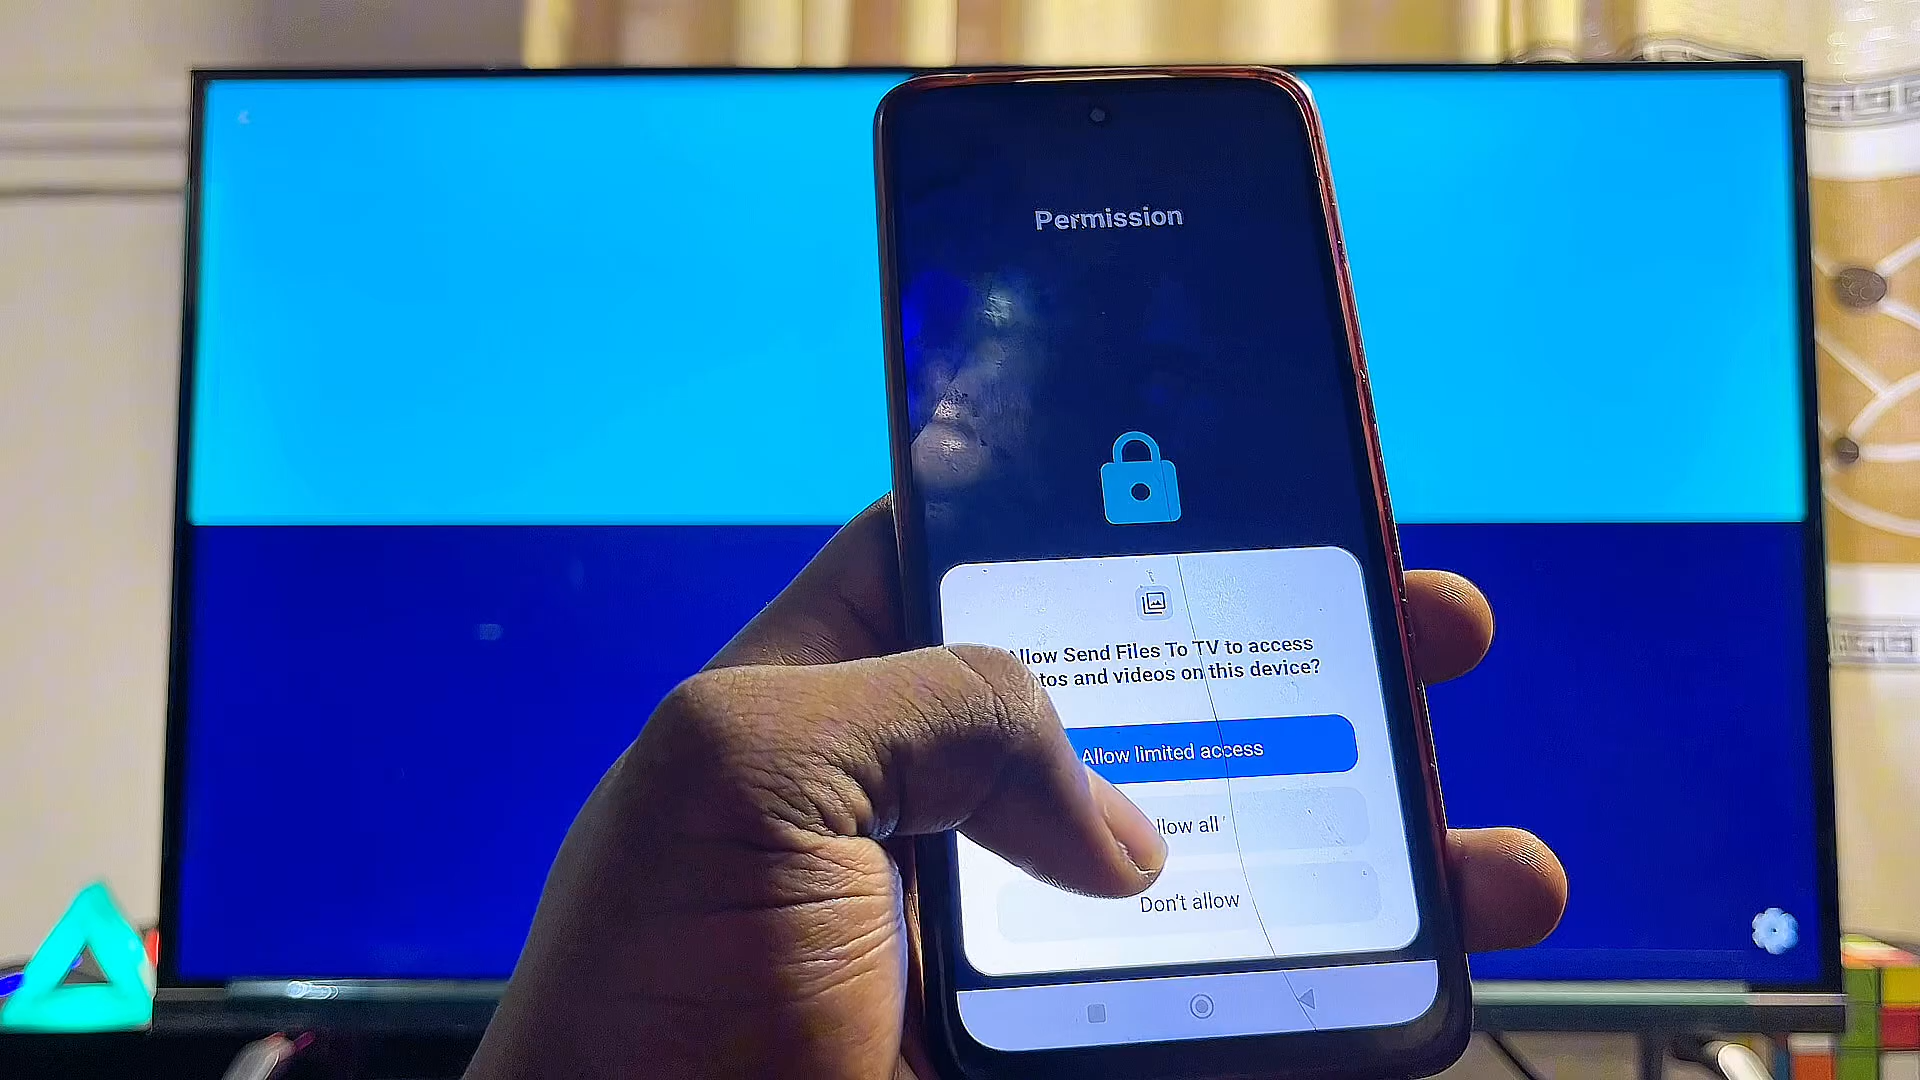 Permission
Allow Send Files To TV to access
tos and videos on this device?
Allow limited access
llow all
Don't allow